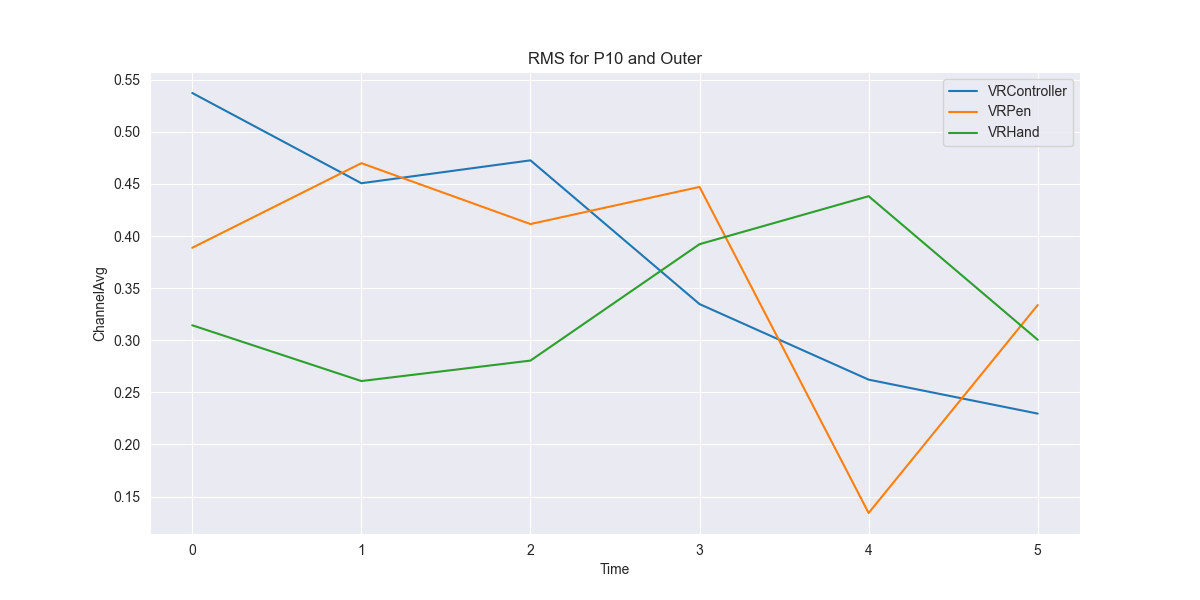 RMS for P10 and Outer
VRController
VRPen
VRHand
ChannelAvg
0.55
0.50
0.45
0.40
0.35
0.30
0.25
0.20
0.15
0 1 2 3 4 5
Time